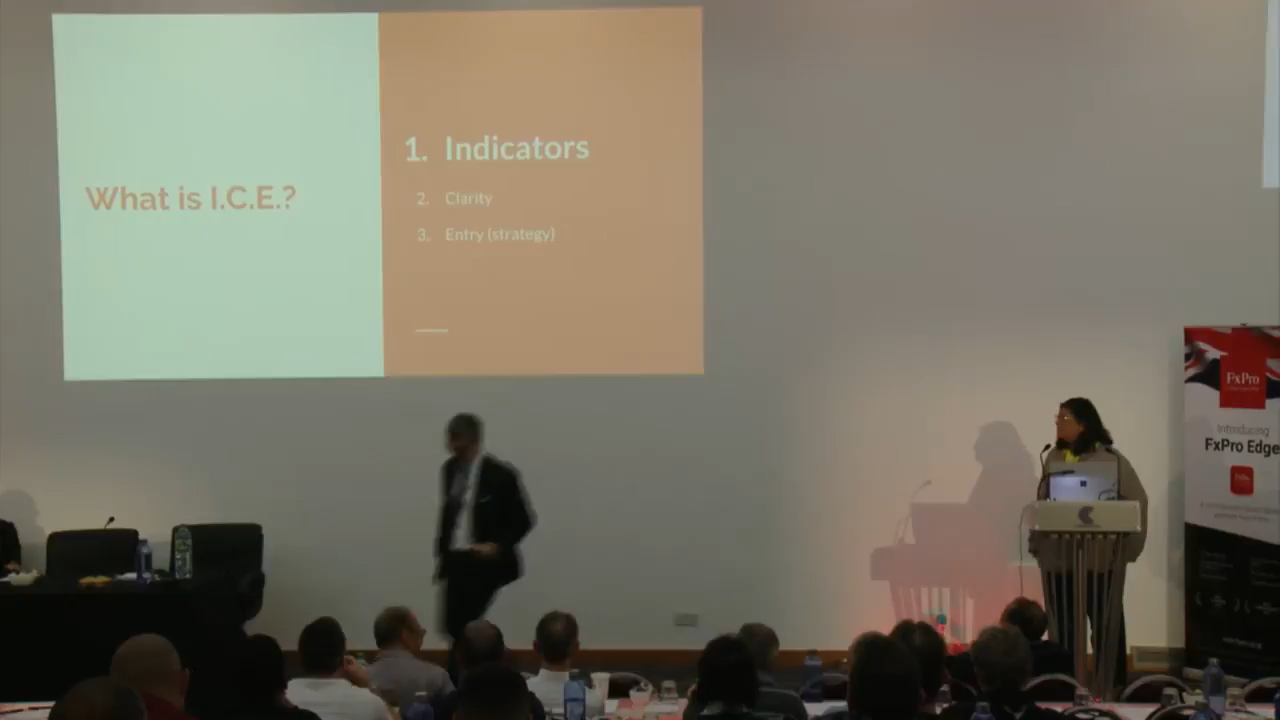 What is I.C.E.?
1. Indicators
2. Clarity
3. Entry (strategy)
FxPro
Introducing
FxPro Edge